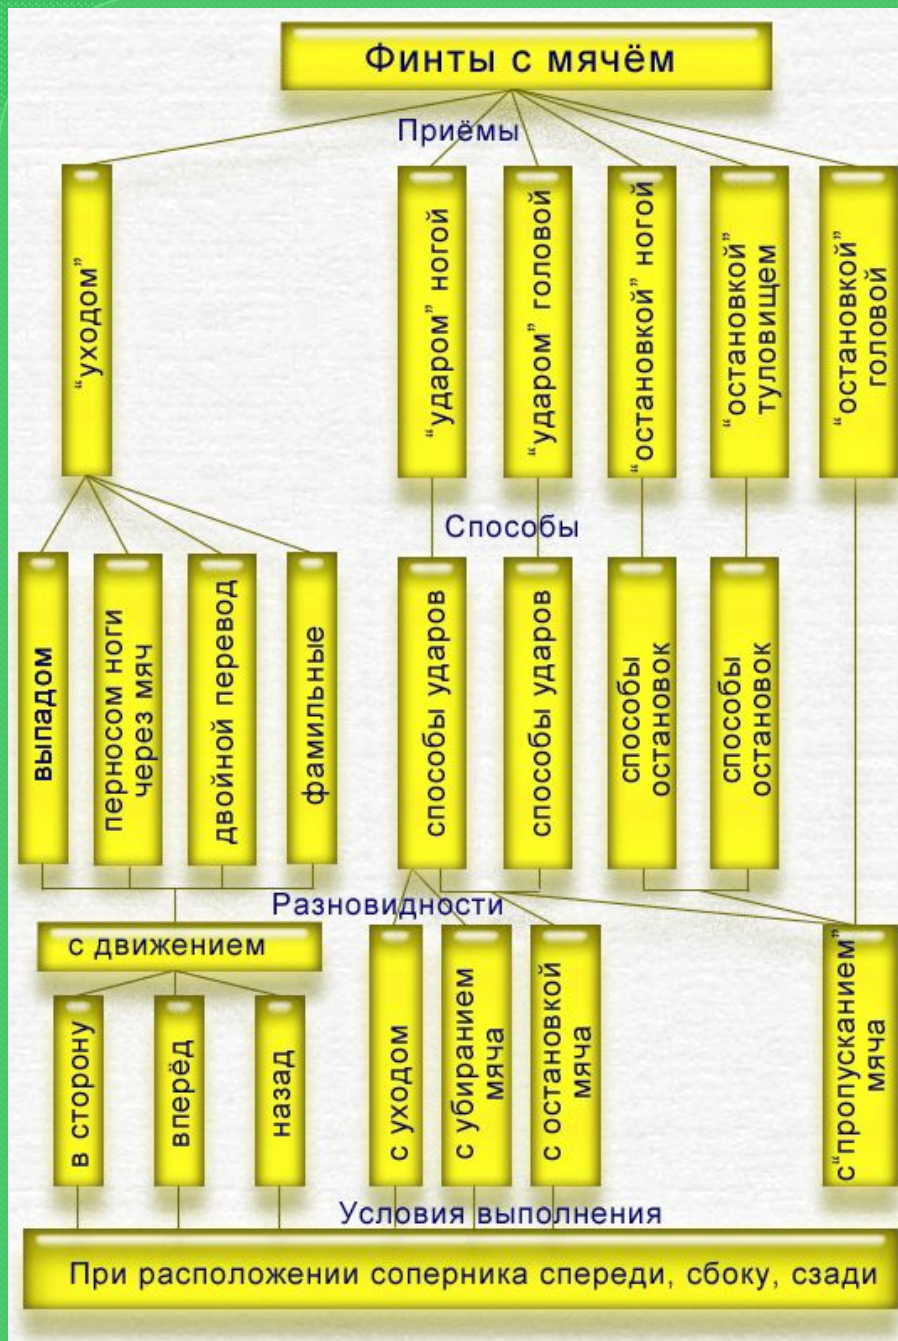 Финты с мячём
Приёмы
“уходом”
“ударом” ногой
“ударом” головой
“остановкой” ногой
“остановкой”
туловищем
“остановкой”
головой
Способы
выпадом
перносом ноги
через мяч
двойной перевод
фамильные
способы ударов
способы ударов
способы
остановок
способы
остановок
Разновидности
с движением
в сторону
вперёд
назад
с уходом
с убиранием
мяча
с остановкой
мяча
с“пропусканием”
мяча
Условия выполнения
При расположении соперника спереди, сбоку, сзади